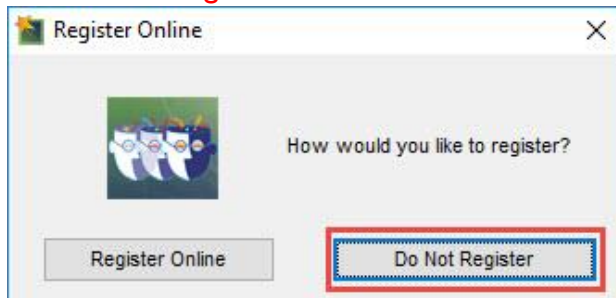 Register Online
How would you like to register?
Register Online
Do Not Register